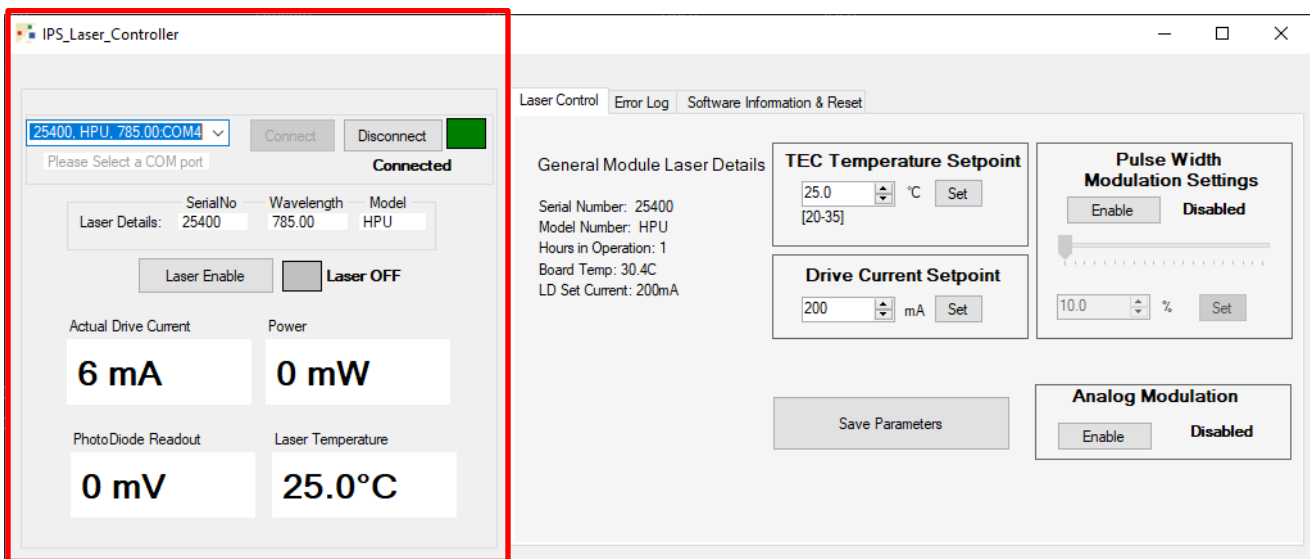 IPS_Laser_Controller
25400, HPU, 785.00:COM4
Connect
Disconnect
Please Select a COM port
Connected
SerialNo Wavelength Model
Laser Details: 25400 785.00 HPU
Laser Enable
Laser OFF
Actual Drive Current
Power
6 mA
0 mW
PhotoDiode Readout
Laser Temperature
0 mV
25.0°C
Laser Control
Error Log
Software Information & Reset
General Module Laser Details
Serial Number: 25400
Model Number: HPU
Hours in Operation: 1
Board Temp: 30.4C
LD Set Current: 200mA
TEC Temperature Setpoint
25.0 °C Set
[20-35]
Drive Current Setpoint
200 mA Set
Save Parameters
Pulse Width
Modulation Settings
Enable Disabled
10.0 % Set
Analog Modulation
Enable Disabled